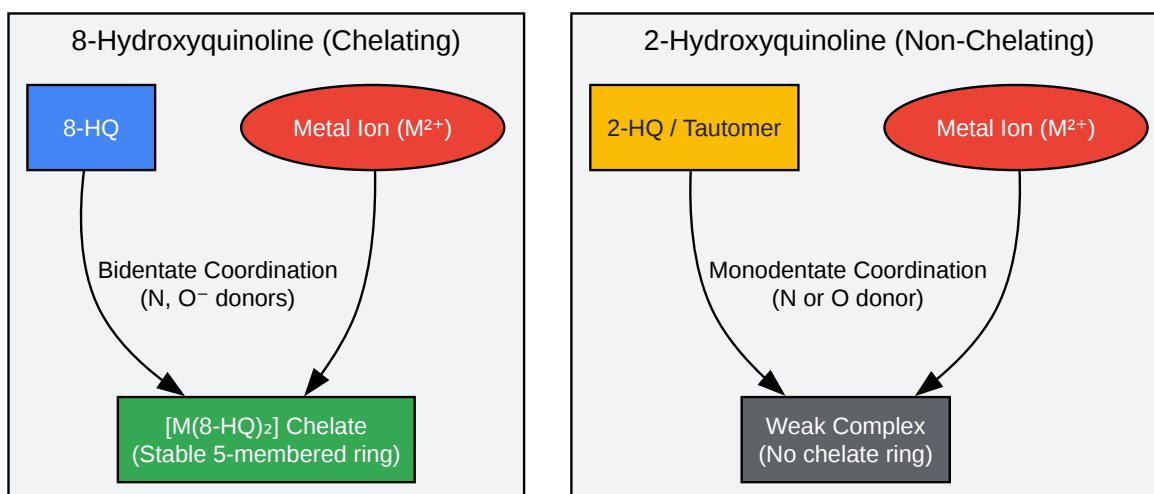 8-Hydroxyquinoline (Chelating)
8-HQ
Metal Ion (M²⁺)
Bidentate Coordination
(N, O⁻ donors)
[M(8-HQ)₂] Chelate
(Stable 5-membered ring)
2-Hydroxyquinoline (Non-Chelating)
2-HQ / Tautomer
Metal Ion (M²⁺)
Monodentate Coordination
(N or O donor)
Weak Complex
(No chelate ring)